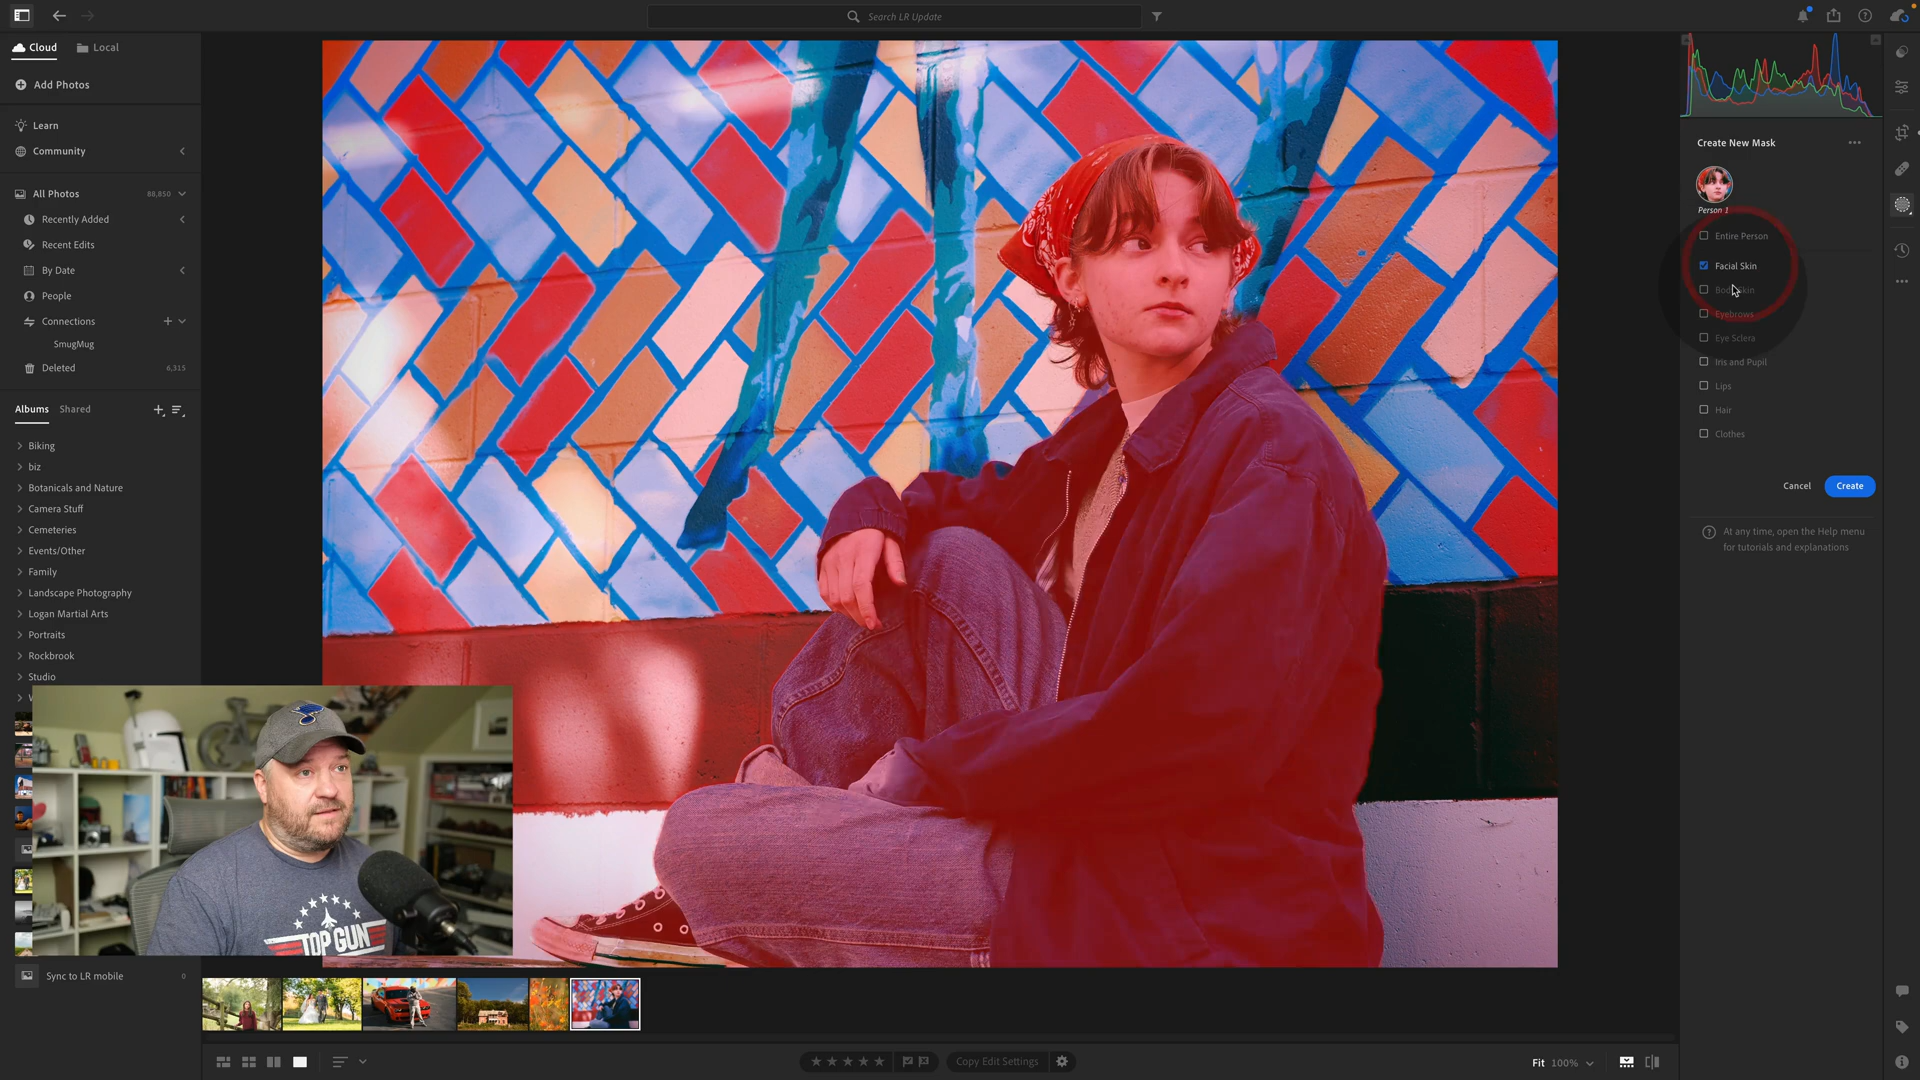 Search LR Update
Cloud
Local
Add Photos
Learn
Community
All Photos
88,850
Recently Added
Recent Edits
By Date
People
Connections
SmugMug
Deleted
6,315
Albums
Shared
Biking
biz
Botanicals and Nature
Camera Stuff
Cemeteries
Events/Other
Family
Landscape Photography
Logan Martial Arts
Portraits
Rockbrook
Studio
TOP GUN
Sync to LR mobile
0
Copy Edit Settings
Fit
100%
Create New Mask
Person 1
Entire Person
Facial Skin
Body Skin
Eyebrows
Eye Sclera
Iris and Pupil
Lips
Hair
Clothes
Cancel
Create
At any time, open the Help menu
for tutorials and explanations